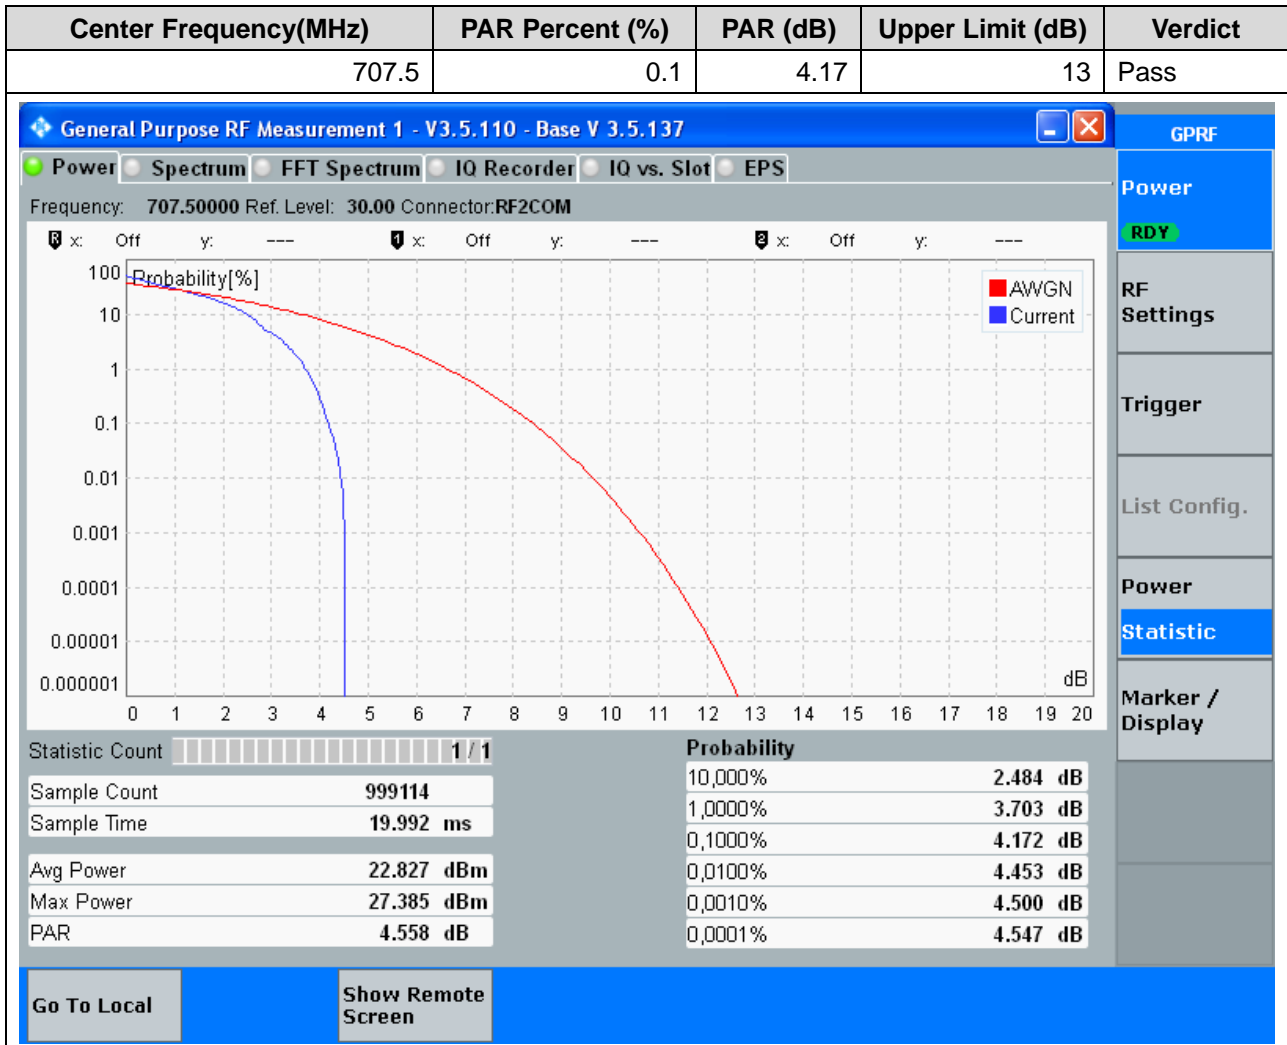 Center Frequency(MHz) PAR Percent (%) PAR (dB) Upper Limit (dB) Verdict
707.5 0.1 4.17 13 Pass
General Purpose RF Measurement 1 - V3.5.110 - Base V 3.5.137
GPRF
Power Spectrum FFT Spectrum IQ Recorder IQ vs. Slot EPS
Power
RDY
Frequency: 707.50000 Ref. Level: 30.00 Connector:RF2COM
R x: Off y: --- 1 x: Off y: --- 2 x: Off y: ---
Probability[%]
AWGN
Current
100
10
1
0.1
0.01
0.001
0.0001
0.00001
0.000001
dB
0 1 2 3 4 5 6 7 8 9 10 11 12 13 14 15 16 17 18 19 20
RF
Settings
Trigger
List Config.
Power
Statistic
Marker /
Display
Statistic Count 1 / 1
Sample Count 999114
Sample Time 19.992 ms
Avg Power 22.827 dBm
Max Power 27.385 dBm
PAR 4.558 dB
Probability
10,000% 2.484 dB
1,0000% 3.703 dB
0,1000% 4.172 dB
0,0100% 4.453 dB
0,0010% 4.500 dB
0,0001% 4.547 dB
Go To Local
Show Remote
Screen